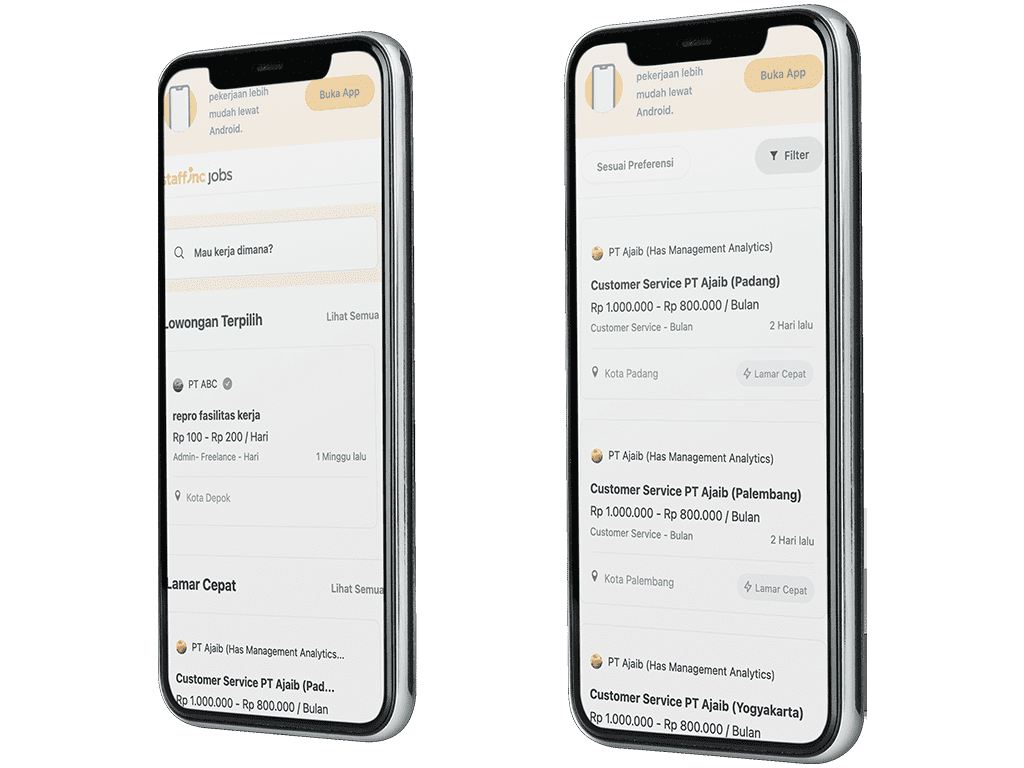 pekerjaan lebih
mudah lewat
Android.
Buka App
staffinc jobs
Mau kerja dimana?
Lowongan Terpilih
Lihat Semua
PT ABC
repro fasilitas kerja
Rp 100 - Rp 200 / Hari
Admin- Freelance - Hari
1 Minggu lalu
Kota Depok
Lamar Cepat
Lihat Semua
PT Ajaib (Has Management Analytics...
Customer Service PT Ajaib (Pad...
Rp 1.000.000 - Rp 800.000 / Bulan
pekerjaan lebih
mudah lewat
Android.
Buka App
Sesuai Preferensi
Filter
PT Ajaib (Has Management Analytics)
Customer Service PT Ajaib (Padang)
Rp 1.000.000 - Rp 800.000 / Bulan
Customer Service - Bulan
2 Hari lalu
Kota Padang
Lamar Cepat
PT Ajaib (Has Management Analytics)
Customer Service PT Ajaib (Palembang)
Rp 1.000.000 - Rp 800.000 / Bulan
Customer Service - Bulan
2 Hari lalu
Kota Palembang
Lamar Cepat
PT Ajaib (Has Management Analytics)
Customer Service PT Ajaib (Yogyakarta)
Rp 1.000.000 - Rp 800.000 / Bulan